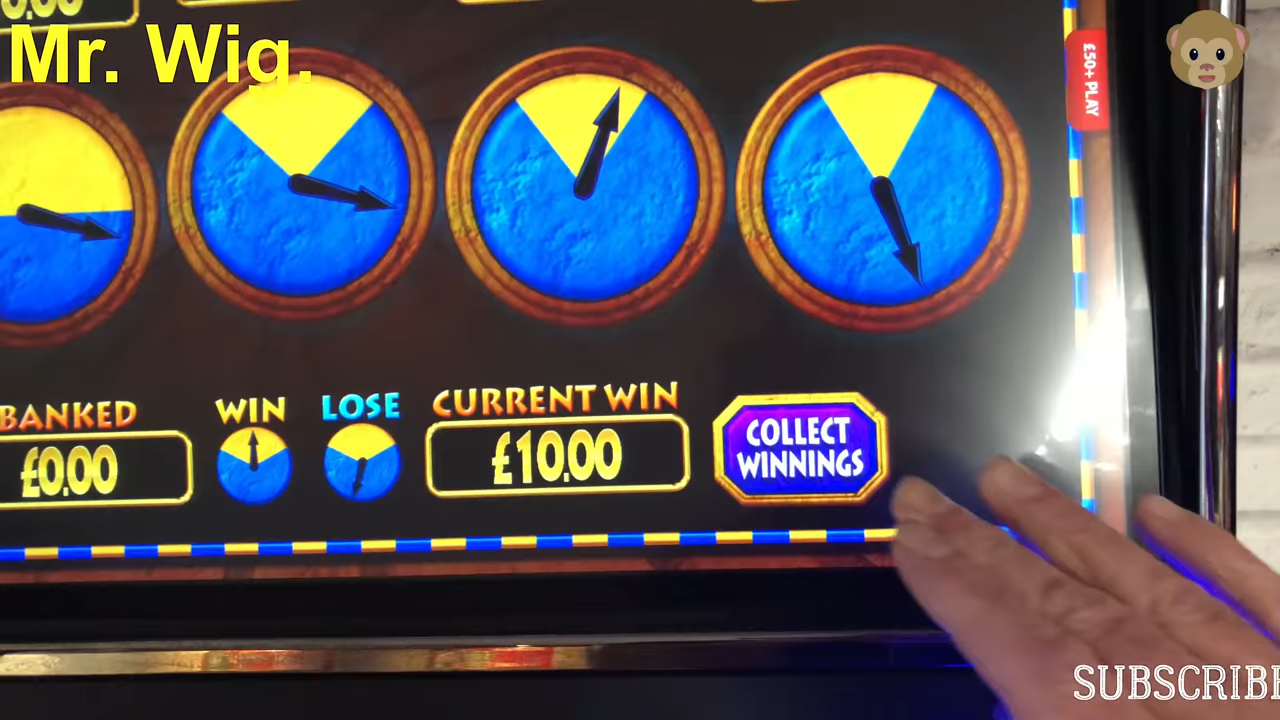 Mr. Wig.
£50+ PLAY
BANKED
£0.00
WIN
LOSE
CURRENT WIN
£10.00
COLLECT
WINNINGS
SUBSCRIBE